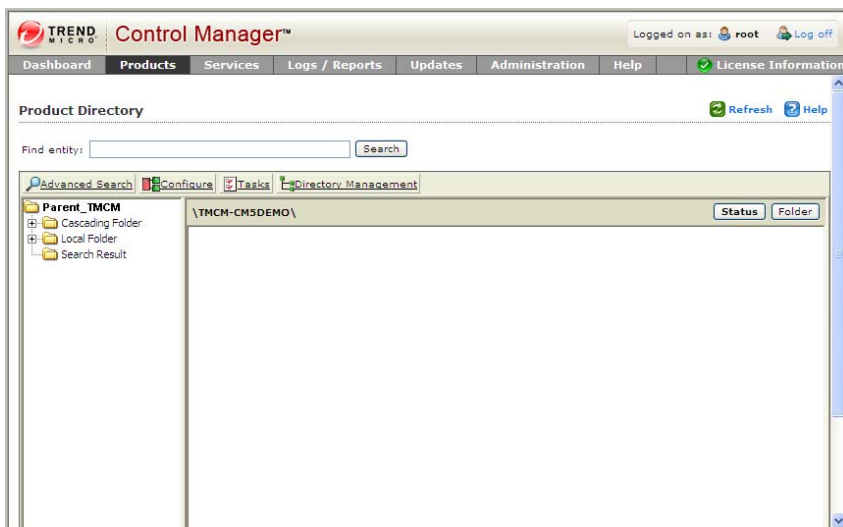 TREND MICRO Control Manager™ Logged on as: root Log off
Dashboard Products Services Logs / Reports Updates Administration Help License Information
Product Directory Refresh Help
Find entity: Search
Advanced Search Configure Tasks Directory Management
Parent_TMCM
\TMCM-CM5DEMO\ Status Folder
Cascading Folder
Local Folder
Search Result